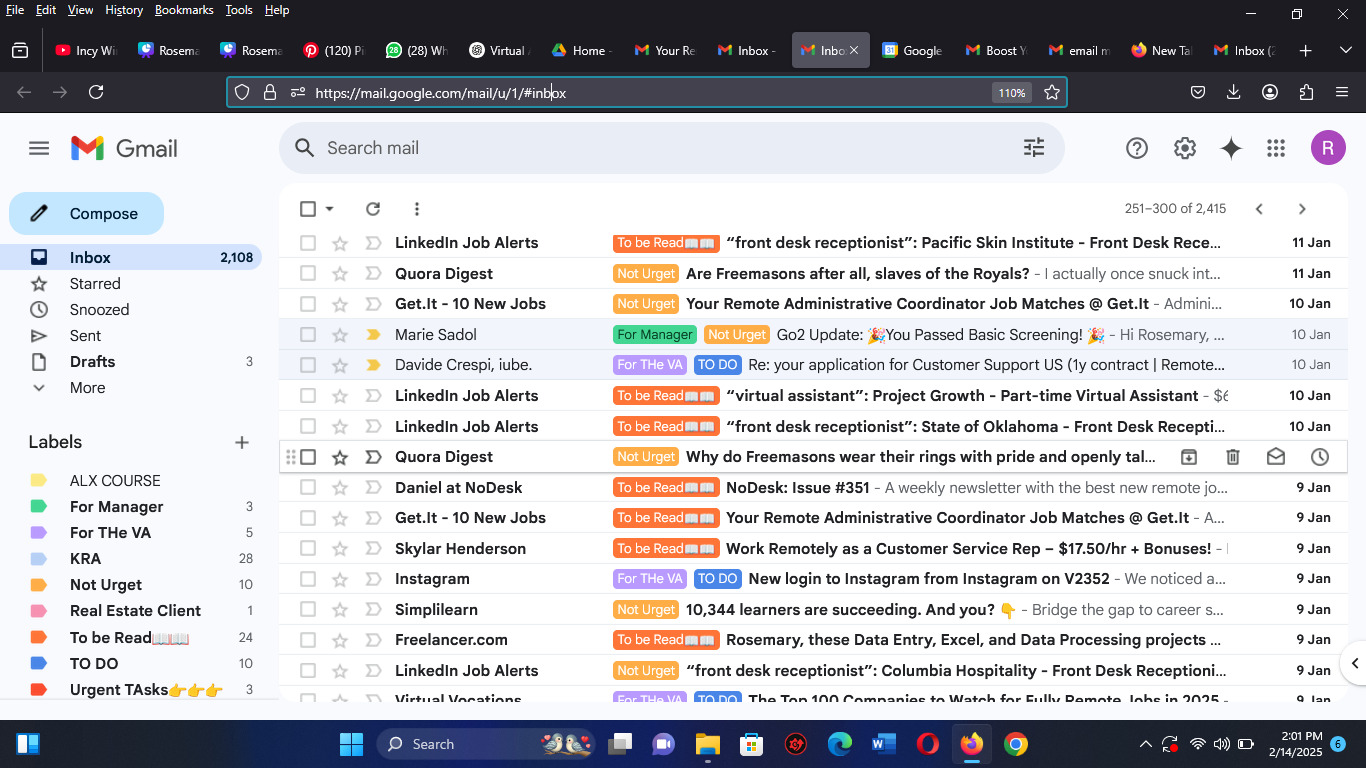 File Edit View History Bookmarks Tools Help
Incy Wi Rosema Rosema (120) Pi (28) Wh Virtual Home - Your Re Inbox - Inbo Google Boost Y email m New Ta Inbox (2
https://mail.google.com/mail/u/1/#inbox 110%
Gmail Search mail R
Compose
251–300 of 2,415
Inbox 2,108
Starred
Snoozed
Sent
Drafts 3
More
Labels
ALX COURSE
For Manager 3
For THe VA 5
KRA 28
Not Urget 10
Real Estate Client 1
To be Read📖📖 24
TO DO 10
Urgent TAsks👉👉👉 3
LinkedIn Job Alerts To be Read📖📖 “front desk receptionist”: Pacific Skin Institute - Front Desk Rece... 11 Jan
Quora Digest Not Urget Are Freemasons after all, slaves of the Royals? - I actually once snuck int... 11 Jan
Get.It - 10 New Jobs Not Urget Your Remote Administrative Coordinator Job Matches @ Get.It - Admini... 10 Jan
Marie Sadol For Manager Not Urget Go2 Update: 🎉You Passed Basic Screening! 🎉 - Hi Rosemary, ... 10 Jan
Davide Crespi, iube. For THe VA TO DO Re: your application for Customer Support US (1y contract | Remote... 10 Jan
LinkedIn Job Alerts To be Read📖📖 “virtual assistant”: Project Growth - Part-time Virtual Assistant - $6 10 Jan
LinkedIn Job Alerts To be Read📖📖 “front desk receptionist”: State of Oklahoma - Front Desk Recepti... 10 Jan
Quora Digest Not Urget Why do Freemasons wear their rings with pride and openly tal...
Daniel at NoDesk To be Read📖📖 NoDesk: Issue #351 - A weekly newsletter with the best new remote jo... 9 Jan
Get.It - 10 New Jobs To be Read📖📖 Your Remote Administrative Coordinator Job Matches @ Get.It - A... 9 Jan
Skylar Henderson To be Read📖📖 Work Remotely as a Customer Service Rep – $17.50/hr + Bonuses! - 9 Jan
Instagram For THe VA TO DO New login to Instagram from Instagram on V2352 - We noticed a... 9 Jan
Simplilearn Not Urget 10,344 learners are succeeding. And you? 👇 - Bridge the gap to career s... 9 Jan
Freelancer.com To be Read📖📖 Rosemary, these Data Entry, Excel, and Data Processing projects ... 9 Jan
LinkedIn Job Alerts Not Urget “front desk receptionist”: Columbia Hospitality - Front Desk Receptioni... 9 Jan
Virtual Vocations For THe VA TO DO The Top 100 Companies to Watch for Fully Remote Jobs in 2025 - 9 Jan
Search
2:01 PM
2/14/2025 6